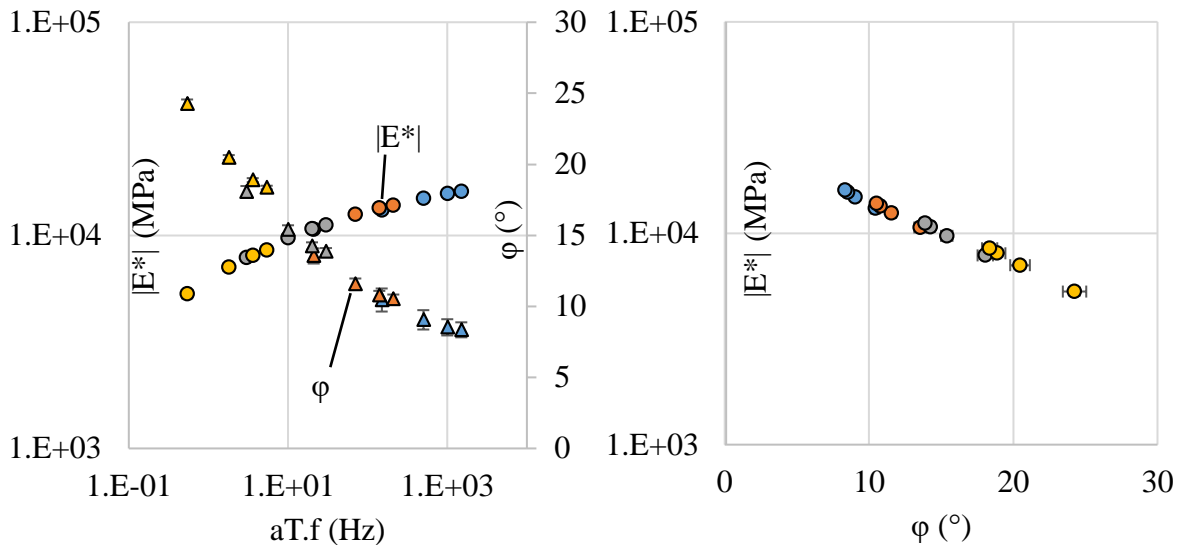 1.E+05
1.E+04
1.E+03
|E*| (MPa)
1.E-01
1.E+01
1.E+03
aT.f (Hz)
30
25
20
15
10
5
0
φ (°)
|E*|
φ
1.E+05
1.E+04
1.E+03
|E*| (MPa)
0
10
20
30
φ (°)